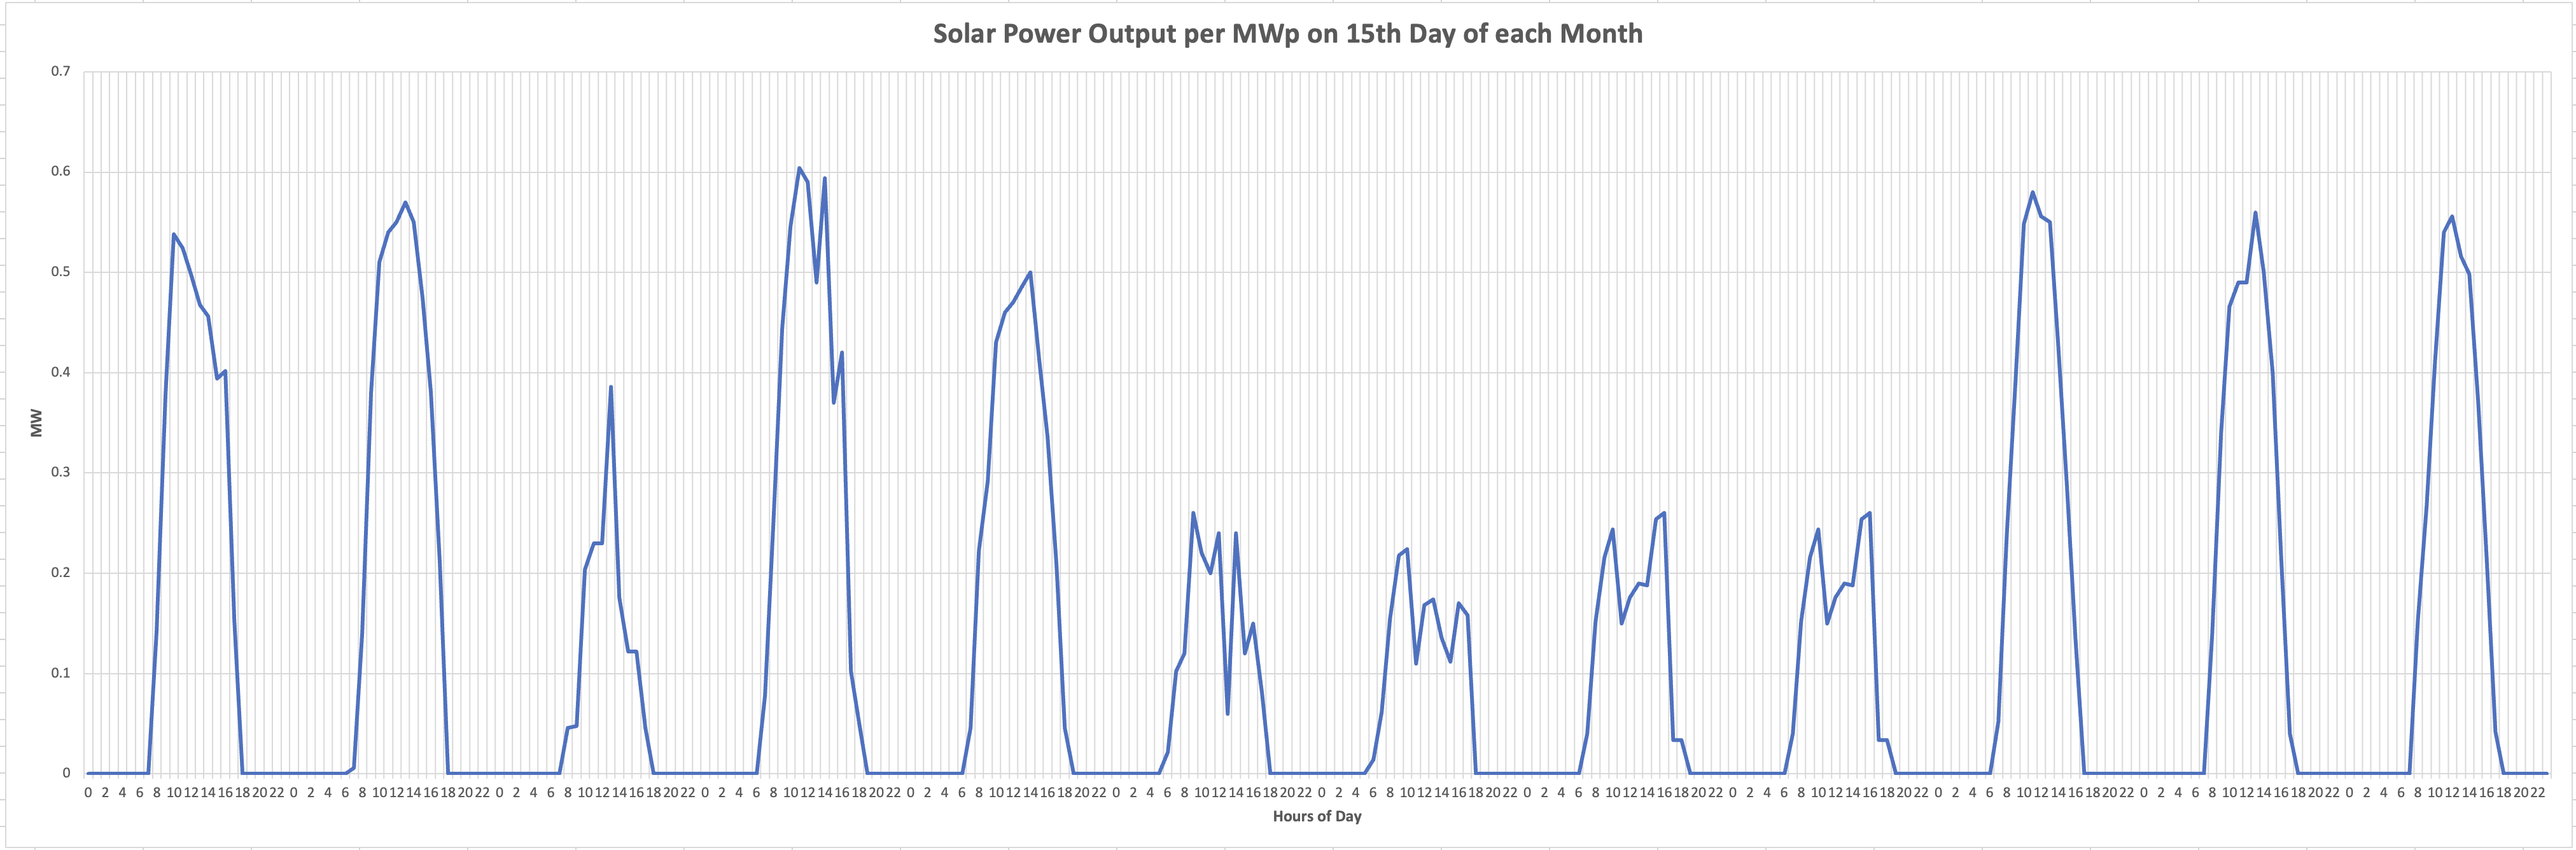 Solar Power Output per MWp on 15th Day of each Month
0.7
0.6
0.5
0.4
0.3
0.2
0.1
0
MW
0 2 4 6 8 10 12 14 16 18 20 22 0 2 4 6 8 10 12 14 16 18 20 22 0 2 4 6 8 10 12 14 16 18 20 22 0 2 4 6 8 10 12 14 16 18 20 22 0 2 4 6 8 10 12 14 16 18 20 22 0 2 4 6 8 10 12 14 16 18 20 22 0 2 4 6 8 10 12 14 16 18 20 22 0 2 4 6 8 10 12 14 16 18 20 22 0 2 4 6 8 10 12 14 16 18 20 22 0 2 4 6 8 10 12 14 16 18 20 22 0 2 4 6 8 10 12 14 16 18 20 22 0 2 4 6 8 10 12 14 16 18 20 22
Hours of Day